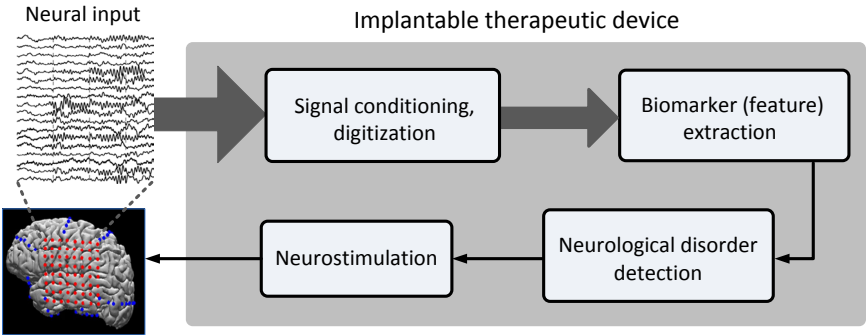 Neural input
Implantable therapeutic device
Signal conditioning,
digitization
Biomarker (feature)
extraction
Neurological disorder
detection
Neurostimulation